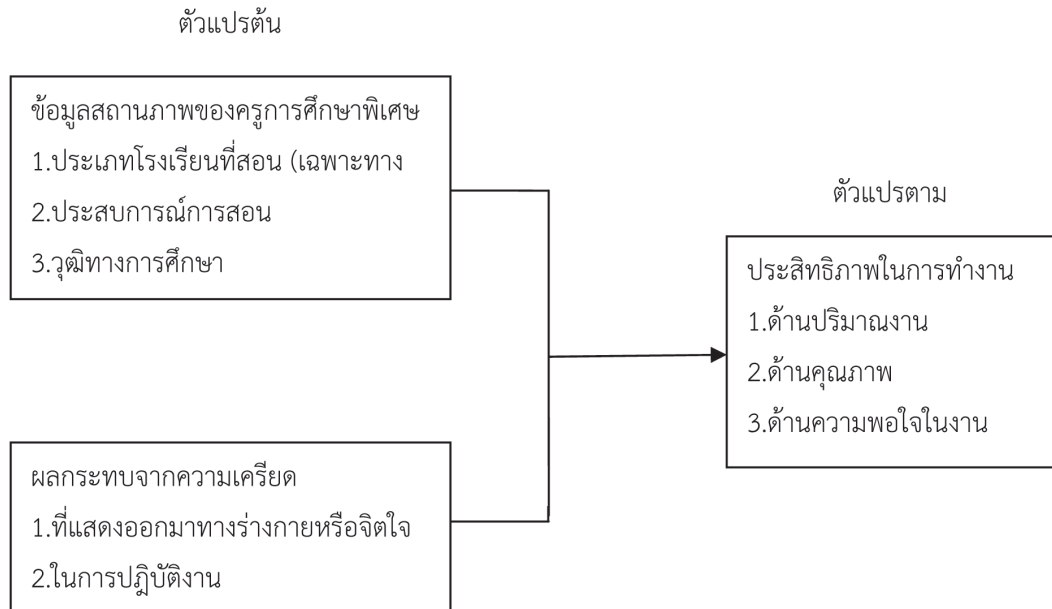 ตัวแปรต้น
ข้อมูลสถานภาพของครูการศึกษาพิเศษ
1.ประเภทโรงเรียนที่สอน (เฉพาะทาง
2.ประสบการณ์การสอน
3.วุฒิทางการศึกษา
ผลกระทบจากความเครียด
1.ที่แสดงออกมาทางร่างกายหรือจิตใจ
2.ในการปฏิบัติงาน
ตัวแปรตาม
ประสิทธิภาพในการทำงาน
1.ด้านปริมาณงาน
2.ด้านคุณภาพ
3.ด้านความพอใจในงาน